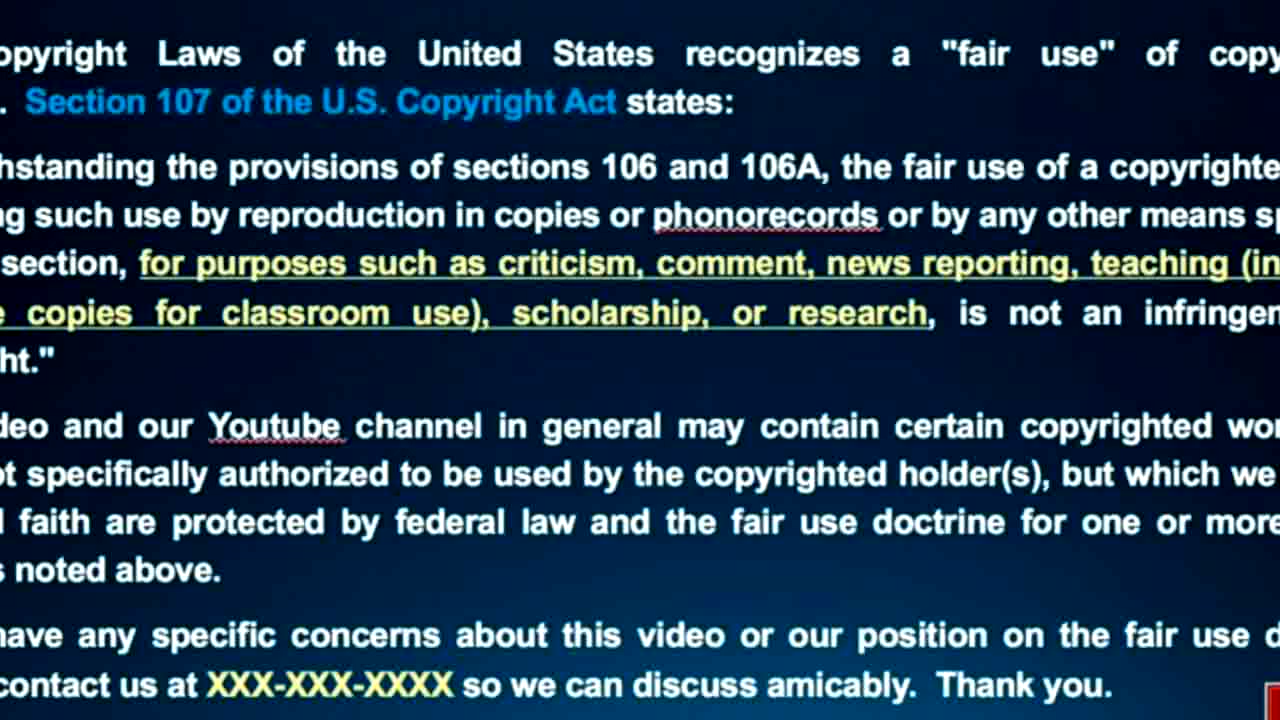 opyright Laws of the United States recognizes a "fair use" of copy
. Section 107 of the U.S. Copyright Act states:
hstanding the provisions of sections 106 and 106A, the fair use of a copyrighte
ng such use by reproduction in copies or phonorecords or by any other means sp
section, for purposes such as criticism, comment, news reporting, teaching (in
e copies for classroom use), scholarship, or research, is not an infringen
ht."
deo and our Youtube channel in general may contain certain copyrighted wor
ot specifically authorized to be used by the copyrighted holder(s), but which we
d faith are protected by federal law and the fair use doctrine for one or more
s noted above.
have any specific concerns about this video or our position on the fair use d
contact us at XXX-XXX-XXXX so we can discuss amicably. Thank you.